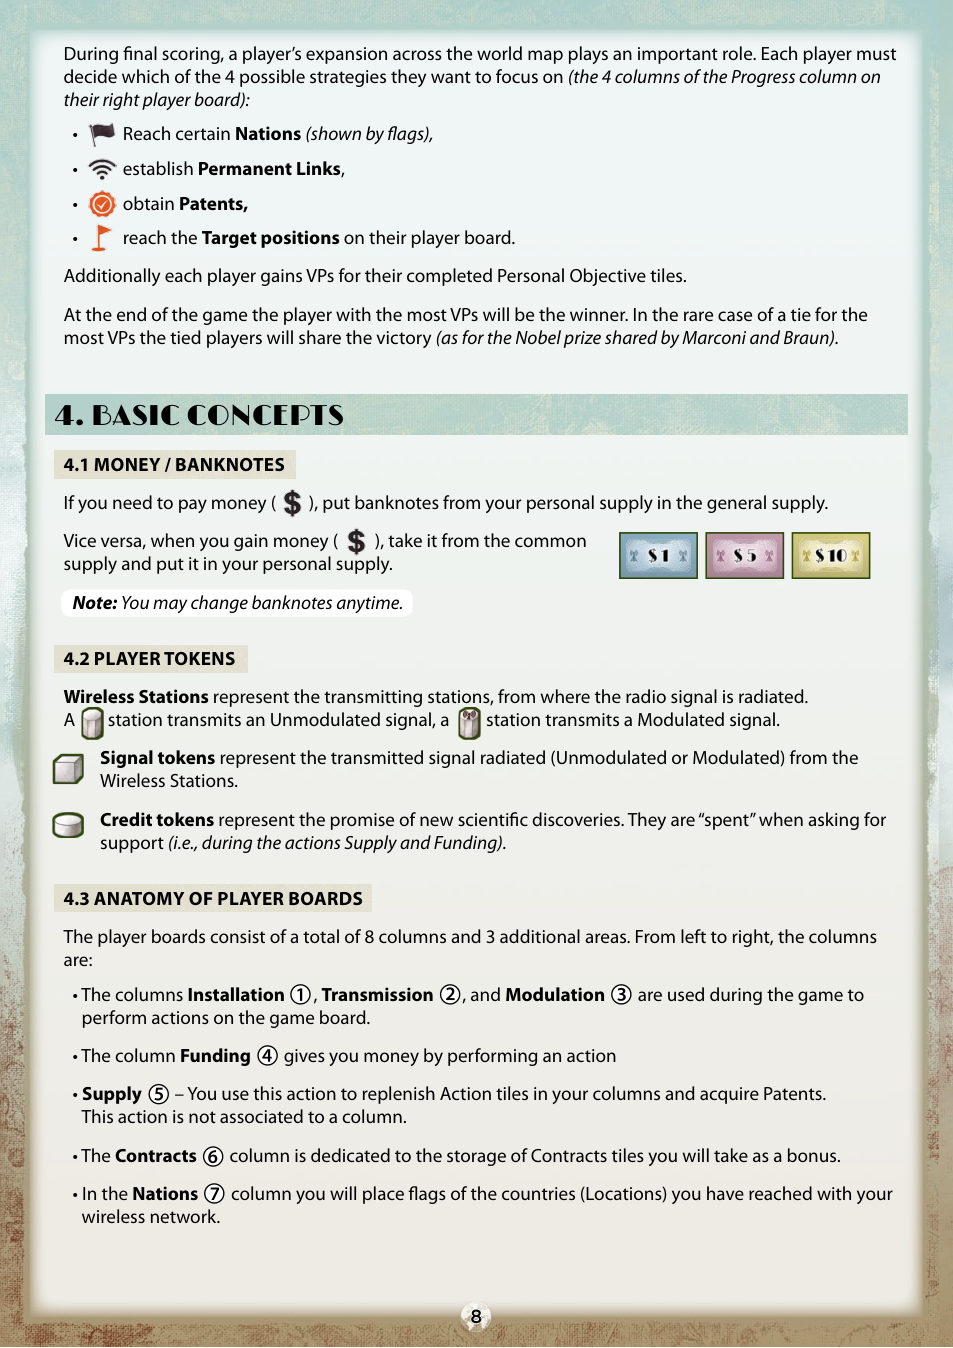 During final scoring, a player's expansion across the world map plays an important role. Each player must
decide which of the 4 possible strategies they want to focus on (the 4 columns of the Progress column on
their right player board):
• Reach certain Nations (shown by flags),
• establish Permanent Links,
• obtain Patents,
• reach the Target positions on their player board.
Additionally each player gains VPs for their completed Personal Objective tiles.
At the end of the game the player with the most VPs will be the winner. In the rare case of a tie for the
most VPs the tied players will share the victory (as for the Nobel prize shared by Marconi and Braun).
4. BASIC CONCEPTS
4.1 MONEY / BANKNOTES
If you need to pay money ( $ ), put banknotes from your personal supply in the general supply.
Vice versa, when you gain money ( $ ), take it from the common
supply and put it in your personal supply.
$1 $5 $10
Note: You may change banknotes anytime.
4.2 PLAYER TOKENS
Wireless Stations represent the transmitting stations, from where the radio signal is radiated.
A station transmits an Unmodulated signal, a station transmits a Modulated signal.
Signal tokens represent the transmitted signal radiated (Unmodulated or Modulated) from the
Wireless Stations.
Credit tokens represent the promise of new scientific discoveries. They are “spent” when asking for
support (i.e., during the actions Supply and Funding).
4.3 ANATOMY OF PLAYER BOARDS
The player boards consist of a total of 8 columns and 3 additional areas. From left to right, the columns
are:
• The columns Installation ①, Transmission ②, and Modulation ③ are used during the game to
perform actions on the game board.
• The column Funding ④ gives you money by performing an action
• Supply ⑤ – You use this action to replenish Action tiles in your columns and acquire Patents.
This action is not associated to a column.
• The Contracts ⑥ column is dedicated to the storage of Contracts tiles you will take as a bonus.
• In the Nations ⑦ column you will place flags of the countries (Locations) you have reached with your
wireless network.
8